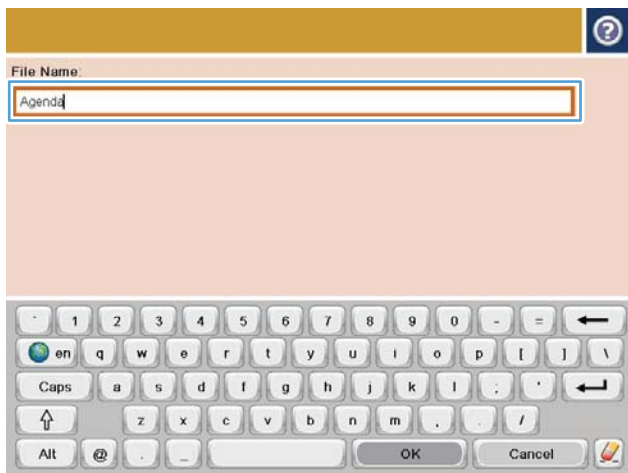 ?
File Name:
Agenda
` 1 2 3 4 5 6 7 8 9 0 - =
en q w e r t y u i o p [ ] \
Caps a s d f g h j k l ; '
z x c v b n m , . /
Alt @ . _ OK Cancel